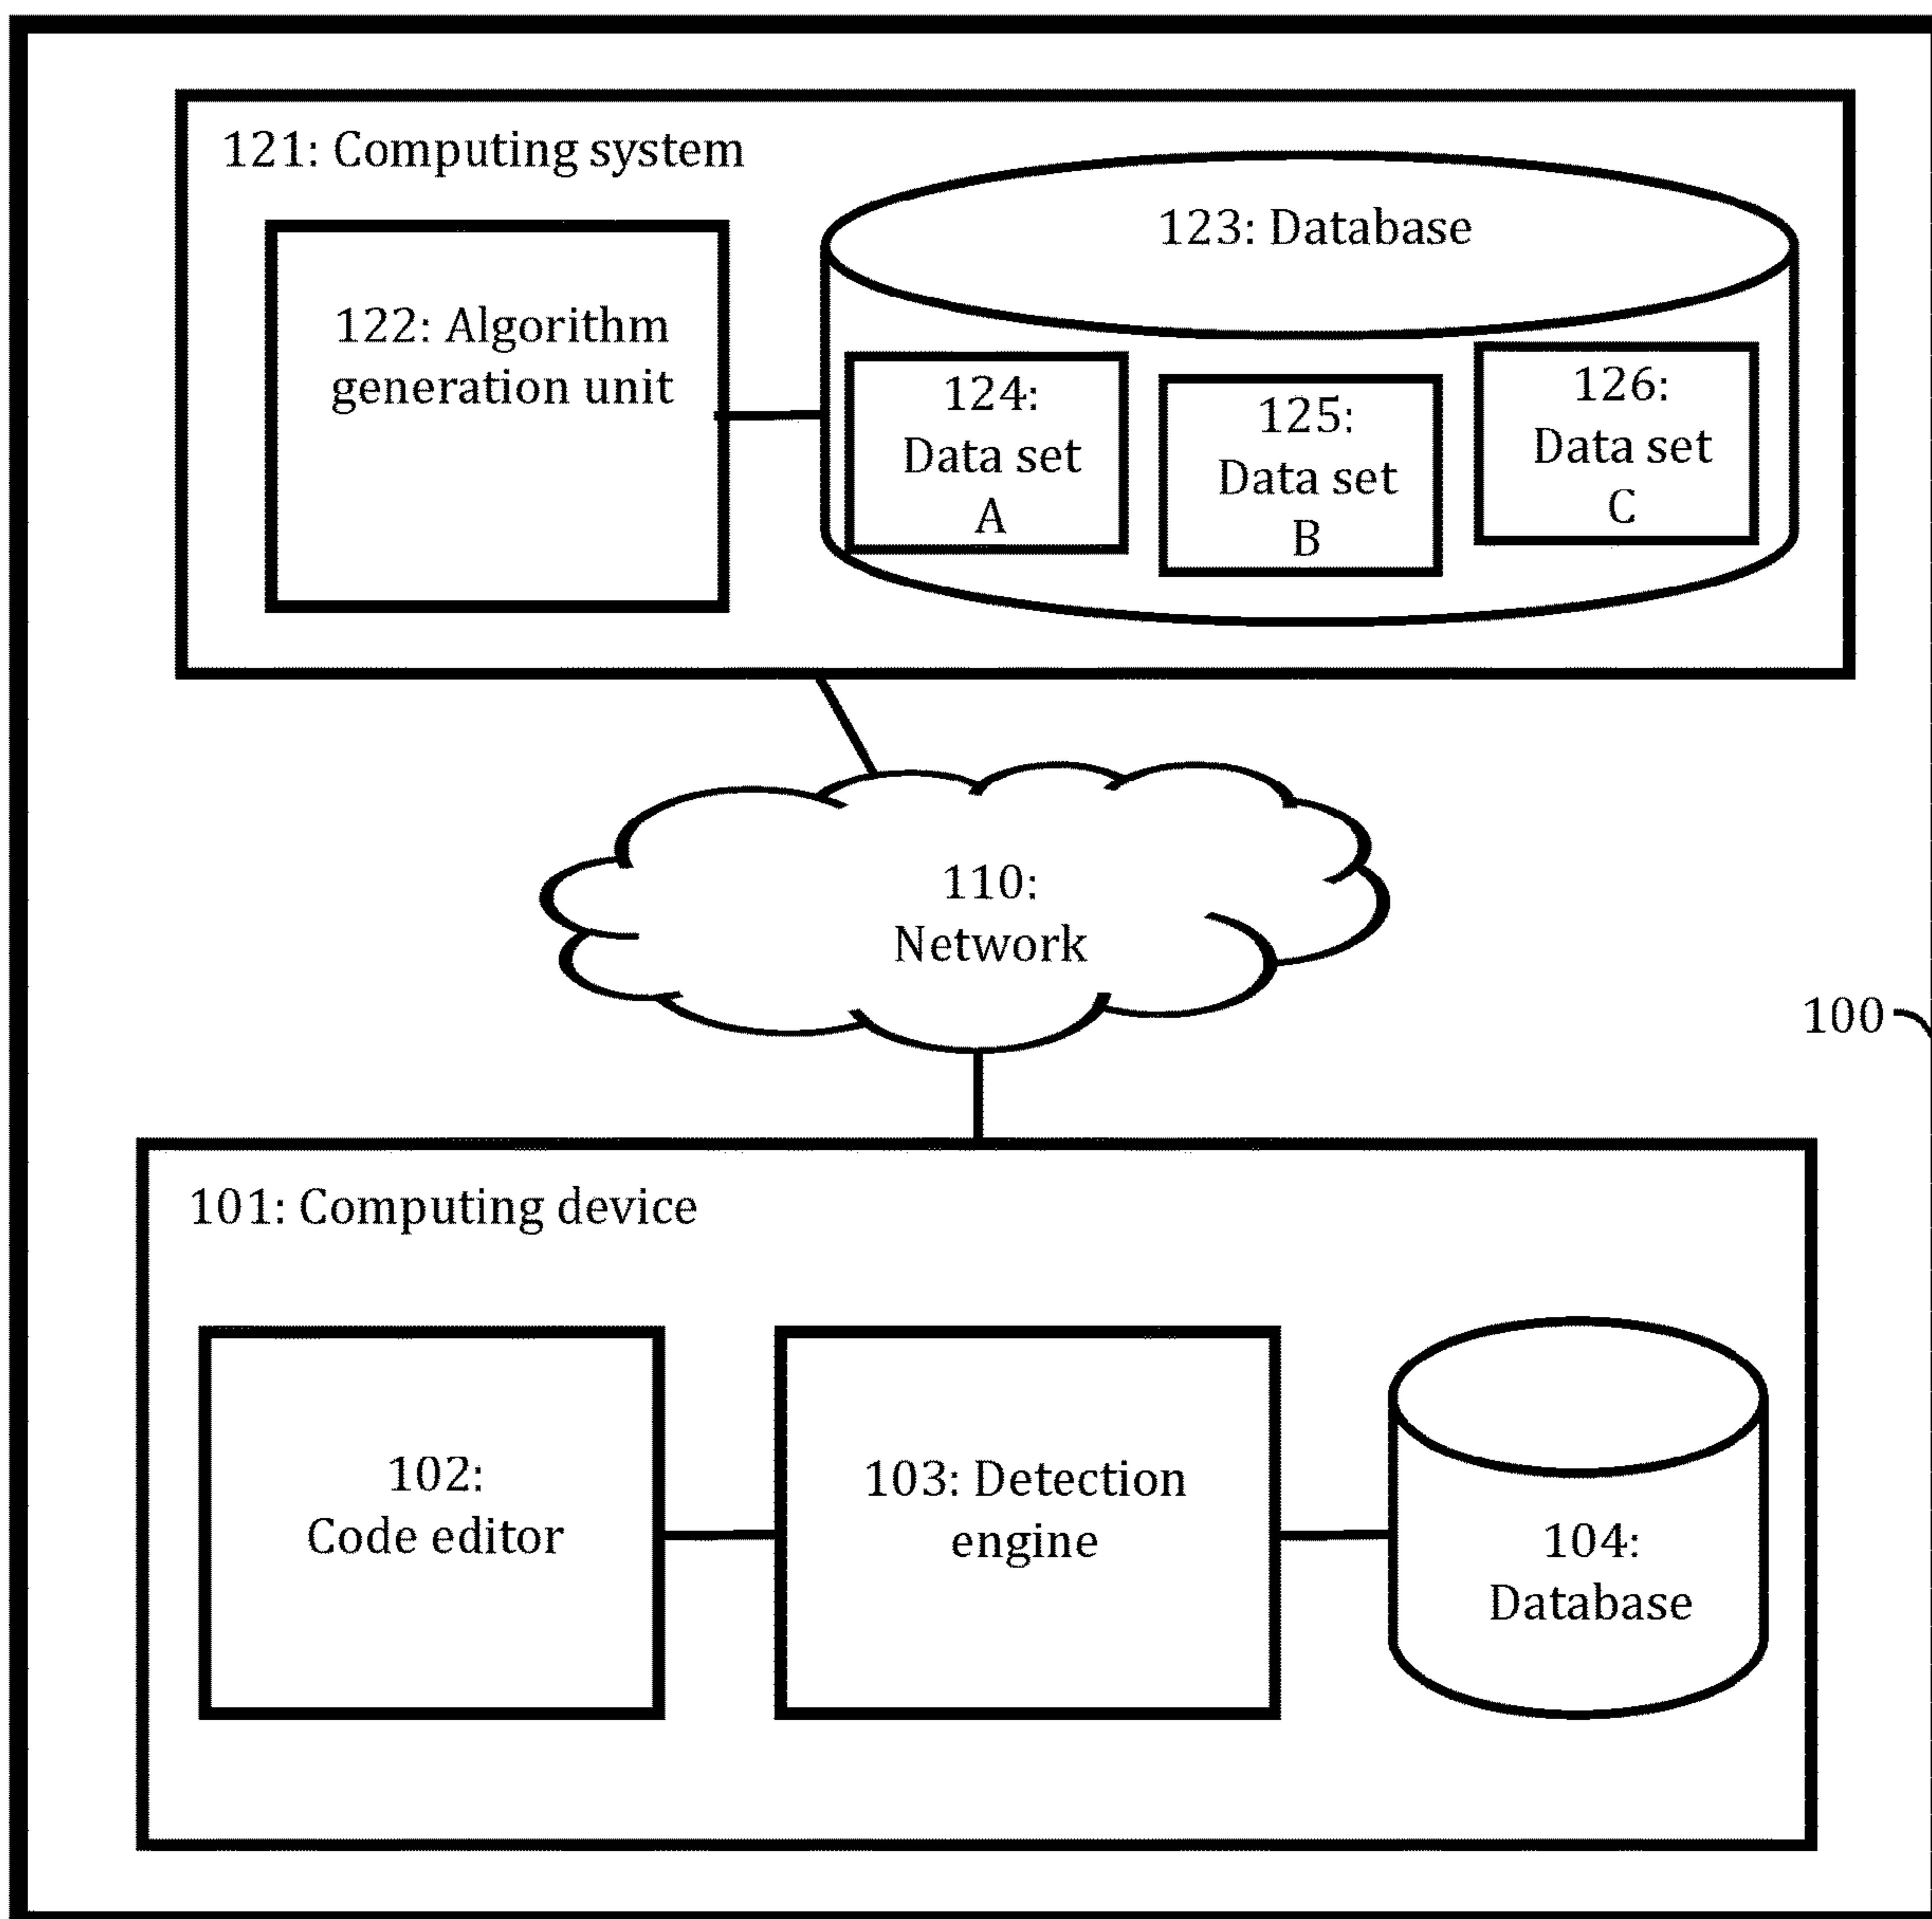 121: Computing system
123: Database
122: Algorithm
generation unit
124:
Data set
A
125:
Data set
B
126:
Data set
C
110:
Network
100
101: Computing device
102:
Code editor
103: Detection
engine
104:
Database